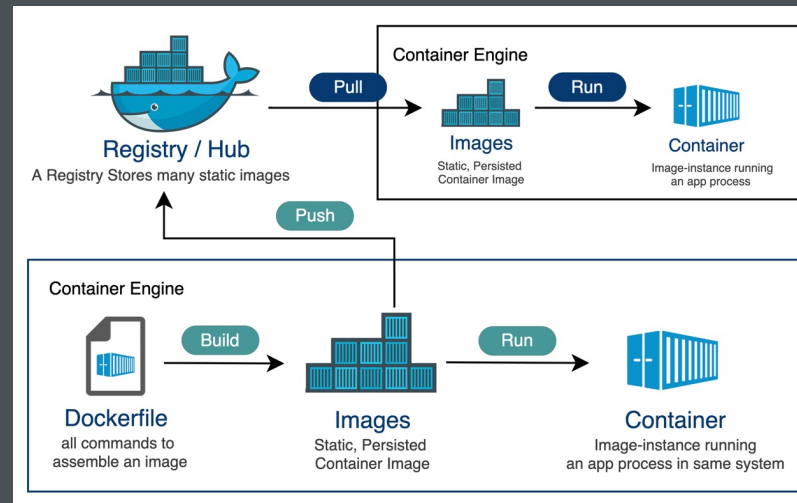 Container Engine
Pull
Run
Registry / Hub
A Registry Stores many static images
Images
Static, Persisted
Container Image
Container
Image-instance running
an app process
Push
Container Engine
Build
Run
Dockerfile
all commands to
assemble an image
Images
Static, Persisted
Container Image
Container
Image-instance running
an app process in same system